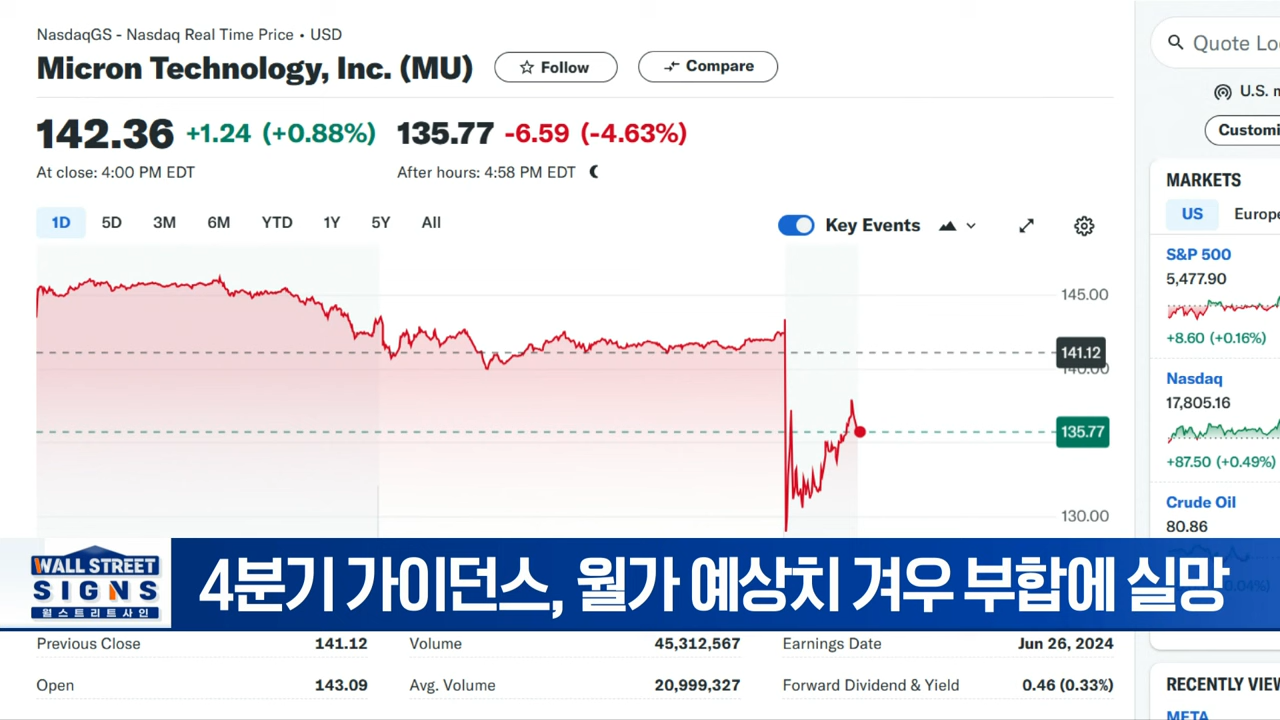 NasdaqGS - Nasdaq Real Time Price • USD
Micron Technology, Inc. (MU)
Follow
Compare
142.36 +1.24 (+0.88%)
At close: 4:00 PM EDT
135.77 -6.59 (-4.63%)
After hours: 4:58 PM EDT
1D 5D 3M 6M YTD 1Y 5Y All
Key Events
145.00
141.12
140.00
135.77
130.00
Quote
U.S.
MARKETS
US
S&P 500
5,477.90
+8.60 (+0.16%)
Nasdaq
17,805.16
+87.50 (+0.49%)
Crude Oil
80.86
WALL STREET
SIGNS
월스트리트사인
4분기 가이던스, 월가 예상치 겨우 부합에 실망
Previous Close 141.12
Volume 45,312,567
Earnings Date Jun 26, 2024
Open 143.09
Avg. Volume 20,999,327
Forward Dividend & Yield 0.46 (0.33%)
RECENTLY
META